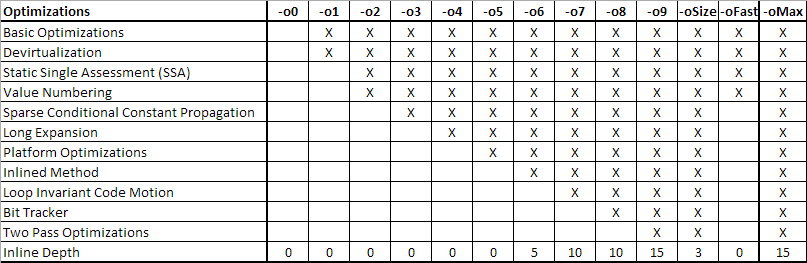 Optimizations -o0 -o1 -o2 -o3 -o4 -o5 -o6 -o7 -o8 -o9 -oSize -oFast -oMax
Basic Optimizations X X X X X X X X X X X X
Devirtualization X X X X X X X X X X X X
Static Single Assessment (SSA) X X X X X X X X X X X
Value Numbering X X X X X X X X X X X
Sparse Conditional Constant Propagation X X X X X X X X X
Long Expansion X X X X X X X X
Platform Optimizations X X X X X X X
Inlined Method X X X X X X
Loop Invariant Code Motion X X X X X
Bit Tracker X X X X
Two Pass Optimizations X X X
Inline Depth 0 0 0 0 0 0 5 10 10 15 3 0 15